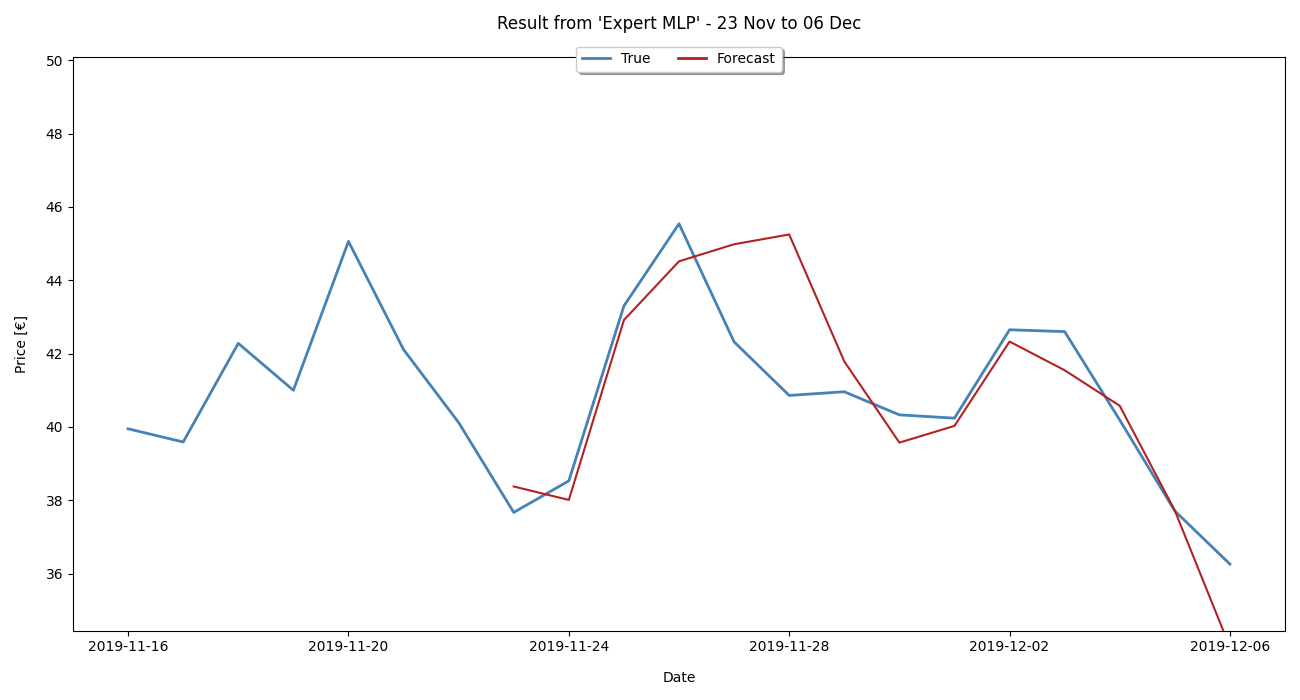 Result from 'Expert MLP' - 23 Nov to 06 Dec
True Forecast
50
48
46
44
42
40
38
36
Price [€]
2019-11-16 2019-11-20 2019-11-24 2019-11-28 2019-12-02 2019-12-06
Date